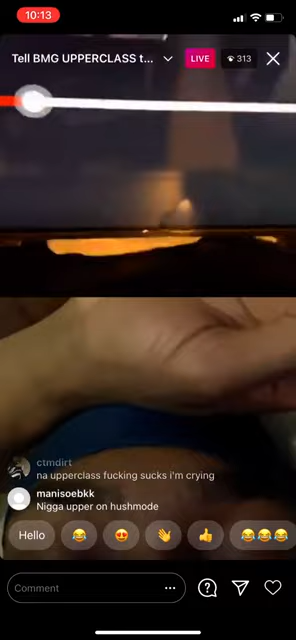 10:13
Tell BMG UPPERCLASS t...
LIVE
313
ctmdirt
na upperclass fucking sucks i'm crying
manisoebkk
Nigga upper on hushmode
Hello
Comment